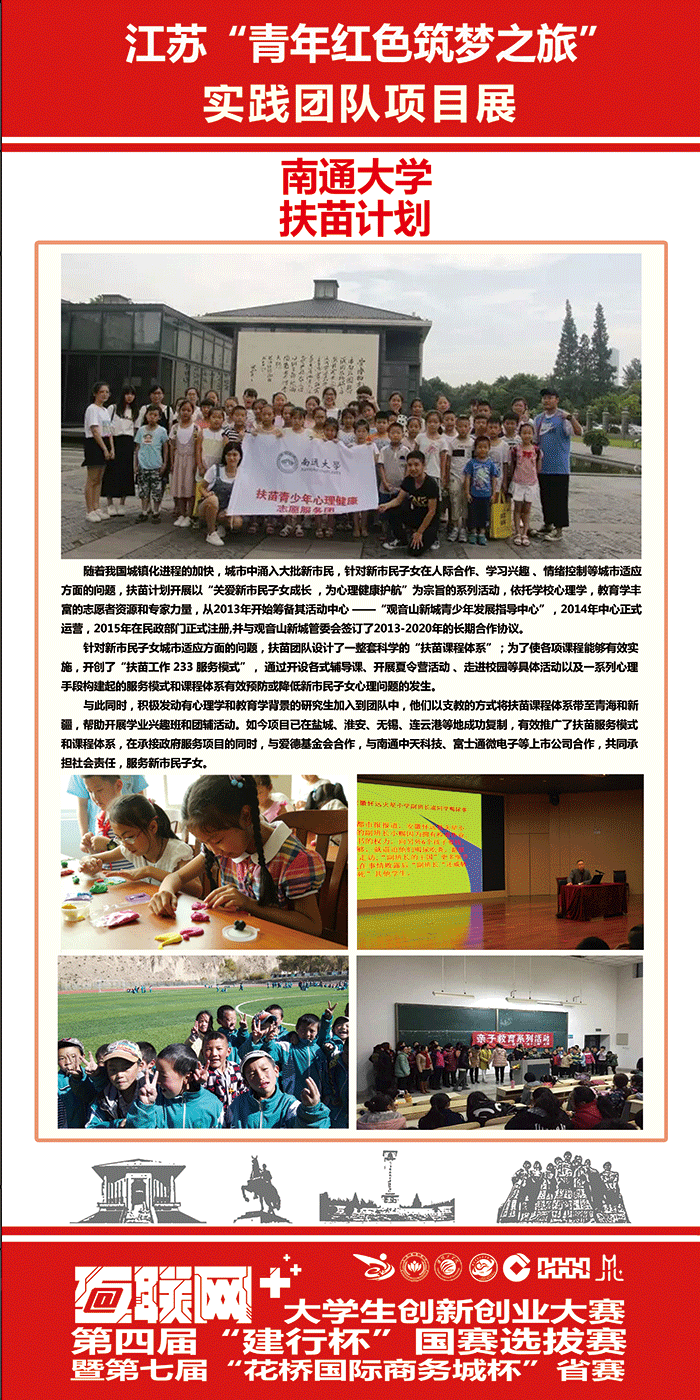 江苏“青年红色筑梦之旅”
实践团队项目展
南通大学
扶苗计划
南通大学
扶苗青少年心理健康
志愿服务团
随着我国城镇化进程的加快，城市中涌入大批新市民，针对新市民子女在人际合作、学习兴趣、情绪控制等城市适应
方面的问题，扶苗计划开展以“关爱新市民子女成长，为心理健康护航”为宗旨的系列活动，依托学校心理学，教育学丰
富的志愿者资源和专家力量，从2013年开始筹备其活动中心 ——“观音山新城青少年发展指导中心”，2014年中心正式
运营，2015年在民政部门正式注册,并与观音山新城管委会签订了2013-2020年的长期合作协议。
针对新市民子女城市适应方面的问题，扶苗团队设计了一整套科学的“扶苗课程体系”；为了使各项课程能够有效实
施，开创了“扶苗工作 233 服务模式”， 通过开设各式辅导课、开展夏令营活动、走进校园等具体活动以及一系列心理
手段构建起的服务模式和课程体系有效预防或降低新市民子女心理问题的发生。
与此同时，积极发动有心理学和教育学背景的研究生加入到团队中，他们以支教的方式将扶苗课程体系带至青海和新
疆，帮助开展学业兴趣班和团辅活动。如今项目已在盐城、淮安、无锡、连云港等地成功复制，有效推广了扶苗服务模式
和课程体系，在承接政府服务项目的同时，与爱德基金会合作，与南通中天科技、富士通微电子等上市公司合作，共同承
担社会责任，服务新市民子女。
亲子教育系列活动
互联网+
大学生创新创业大赛
第四届“建行杯”国赛选拔赛
暨第七届“花桥国际商务城杯”省赛